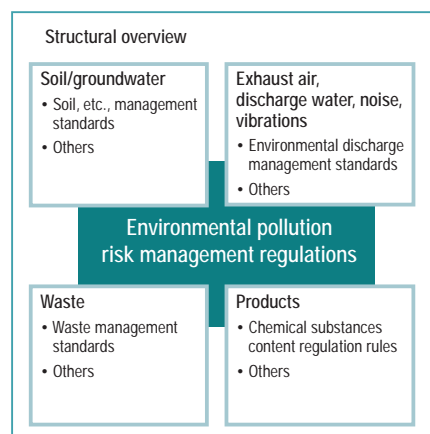 Structural overview
Soil/groundwater
• Soil, etc., management
standards
• Others
Exhaust air,
discharge water, noise,
vibrations
• Environmental discharge
management standards
• Others
Environmental pollution
risk management regulations
Waste
• Waste management
standards
• Others
Products
• Chemical substances
content regulation rules
• Others